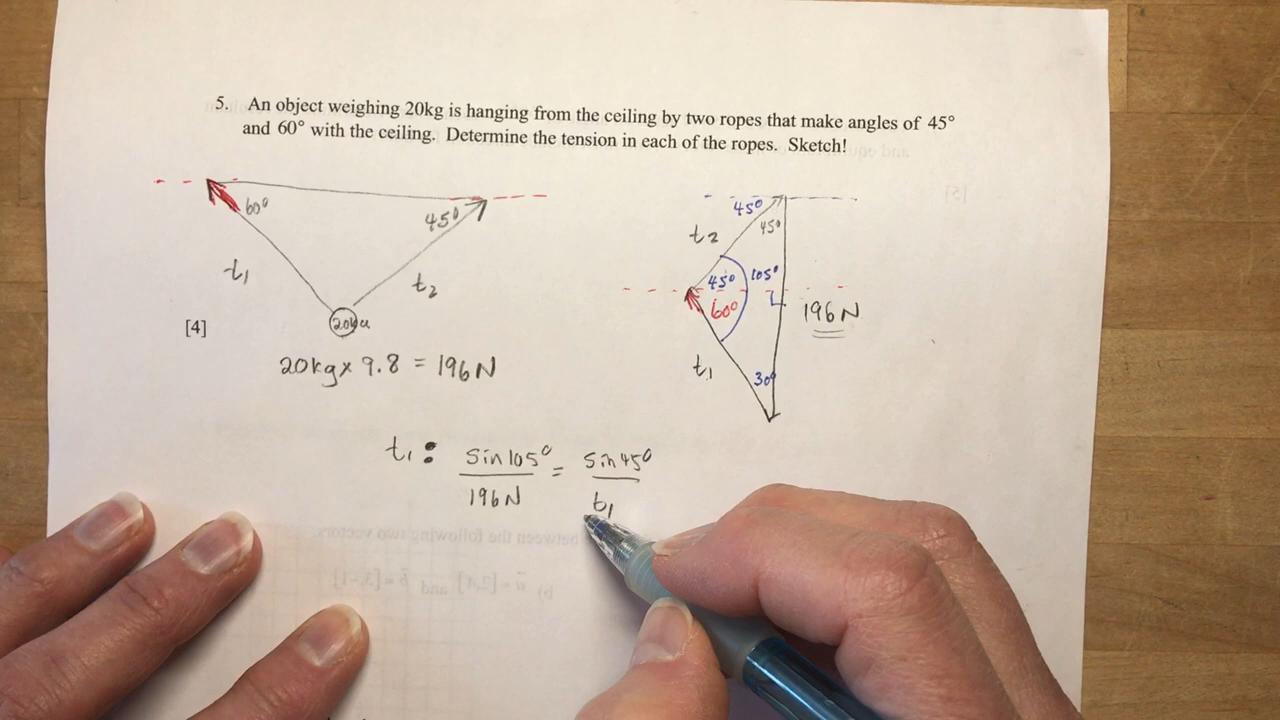 5. An object weighing 20kg is hanging from the ceiling by two ropes that make angles of 45°
and 60° with the ceiling. Determine the tension in each of the ropes. Sketch!
60°
45°
t₁
t₂
[4]
20kg x 9.8 = 196N
45°
45°
t₂
45° 105°
60°
196N
t₁
30°
t₁: sin105° = sin45°
196N t₁